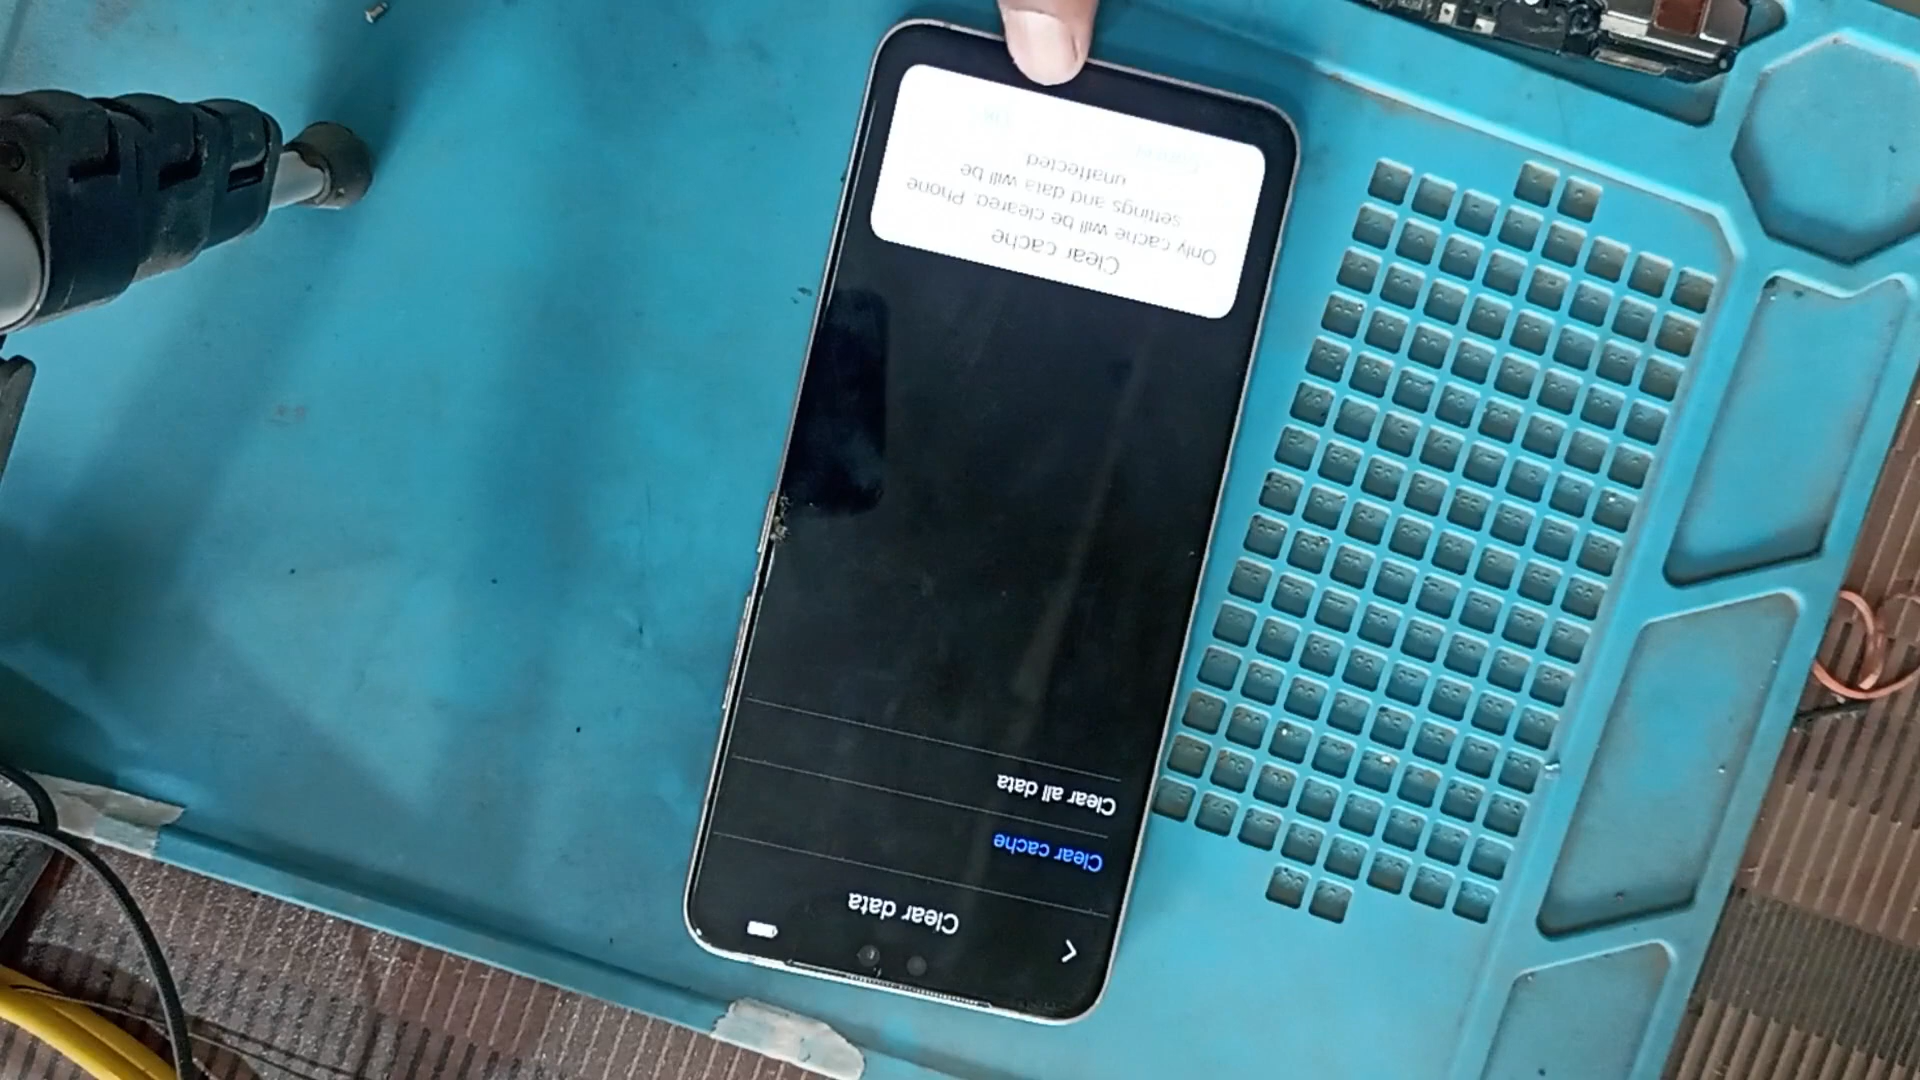 Clear data
Clear cache
Clear all data
Clear cache
Only cache will be cleared. Phone
settings and data will be
unaffected